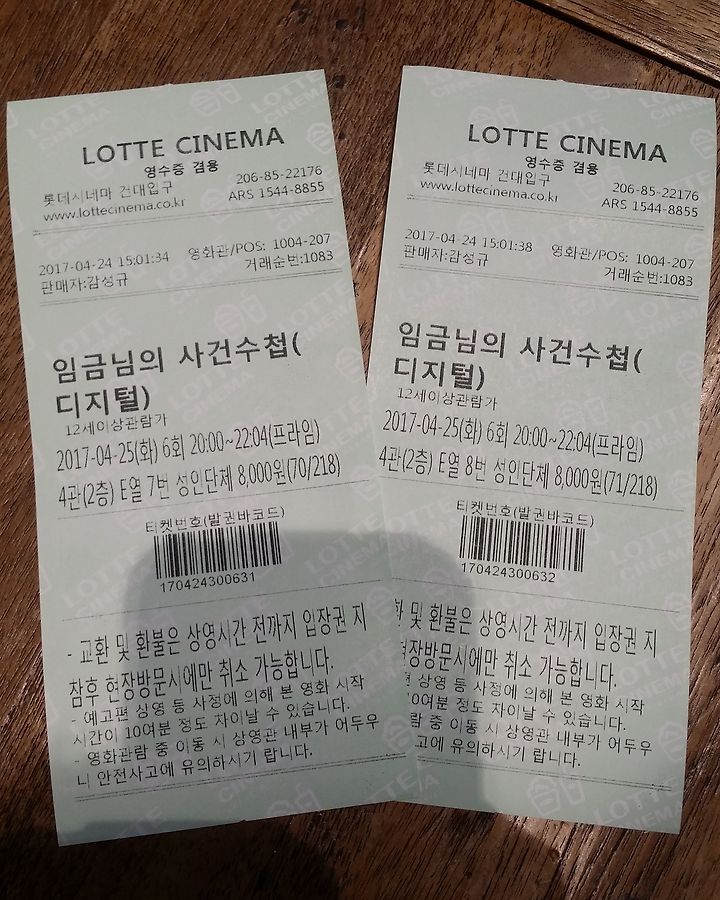 LOTTE CINEMA
영수증 겸용
롯데시네마 건대입구 206-85-22176
www.lottecinema.co.kr ARS 1544-8855
2017-04-24 15:01:34 영화관/POS: 1004-207
판매자:감성규 거래순번:1083
임금님의 사건수첩(
디지털)
12세이상관람가
2017-04-25(화) 6회 20:00~22:04(프라임)
4관(2층) E열 7번 성인단체 8,000원(70/218)
티켓번호(발권바코드)
170424300631
- 교환 및 환불은 상영시간 전까지 입장권 지
참후 현장방문시에만 취소 가능합니다.
- 예고편 상영 등 사정에 의해 본 영화 시작
시간이 10여분 정도 차이날 수 있습니다.
- 영화관람 중 이동 시 상영관 내부가 어두우
니 안전사고에 유의하시기 랍니다.
LOTTE CINEMA
영수증 겸용
롯데시네마 건대입구 206-85-22176
www.lottecinema.co.kr ARS 1544-8855
2017-04-24 15:01:38 영화관/POS: 1004-207
판매자:감성규 거래순번:1083
임금님의 사건수첩(
디지털)
12세이상관람가
2017-04-25(화) 6회 20:00~22:04(프라임)
4관(2층) E열 8번 성인단체 8,000원(71/218)
티켓번호(발권바코드)
170424300632
환 및 환불은 상영시간 전까지 입장권 지
현장방문시에만 취소 가능합니다.
편 상영 등 사정에 의해 본 영화 시작
10여분 정도 차이날 수 있습니다.
람 중 이동 시 상영관 내부가 어두우
고에 유의하시기 랍니다.